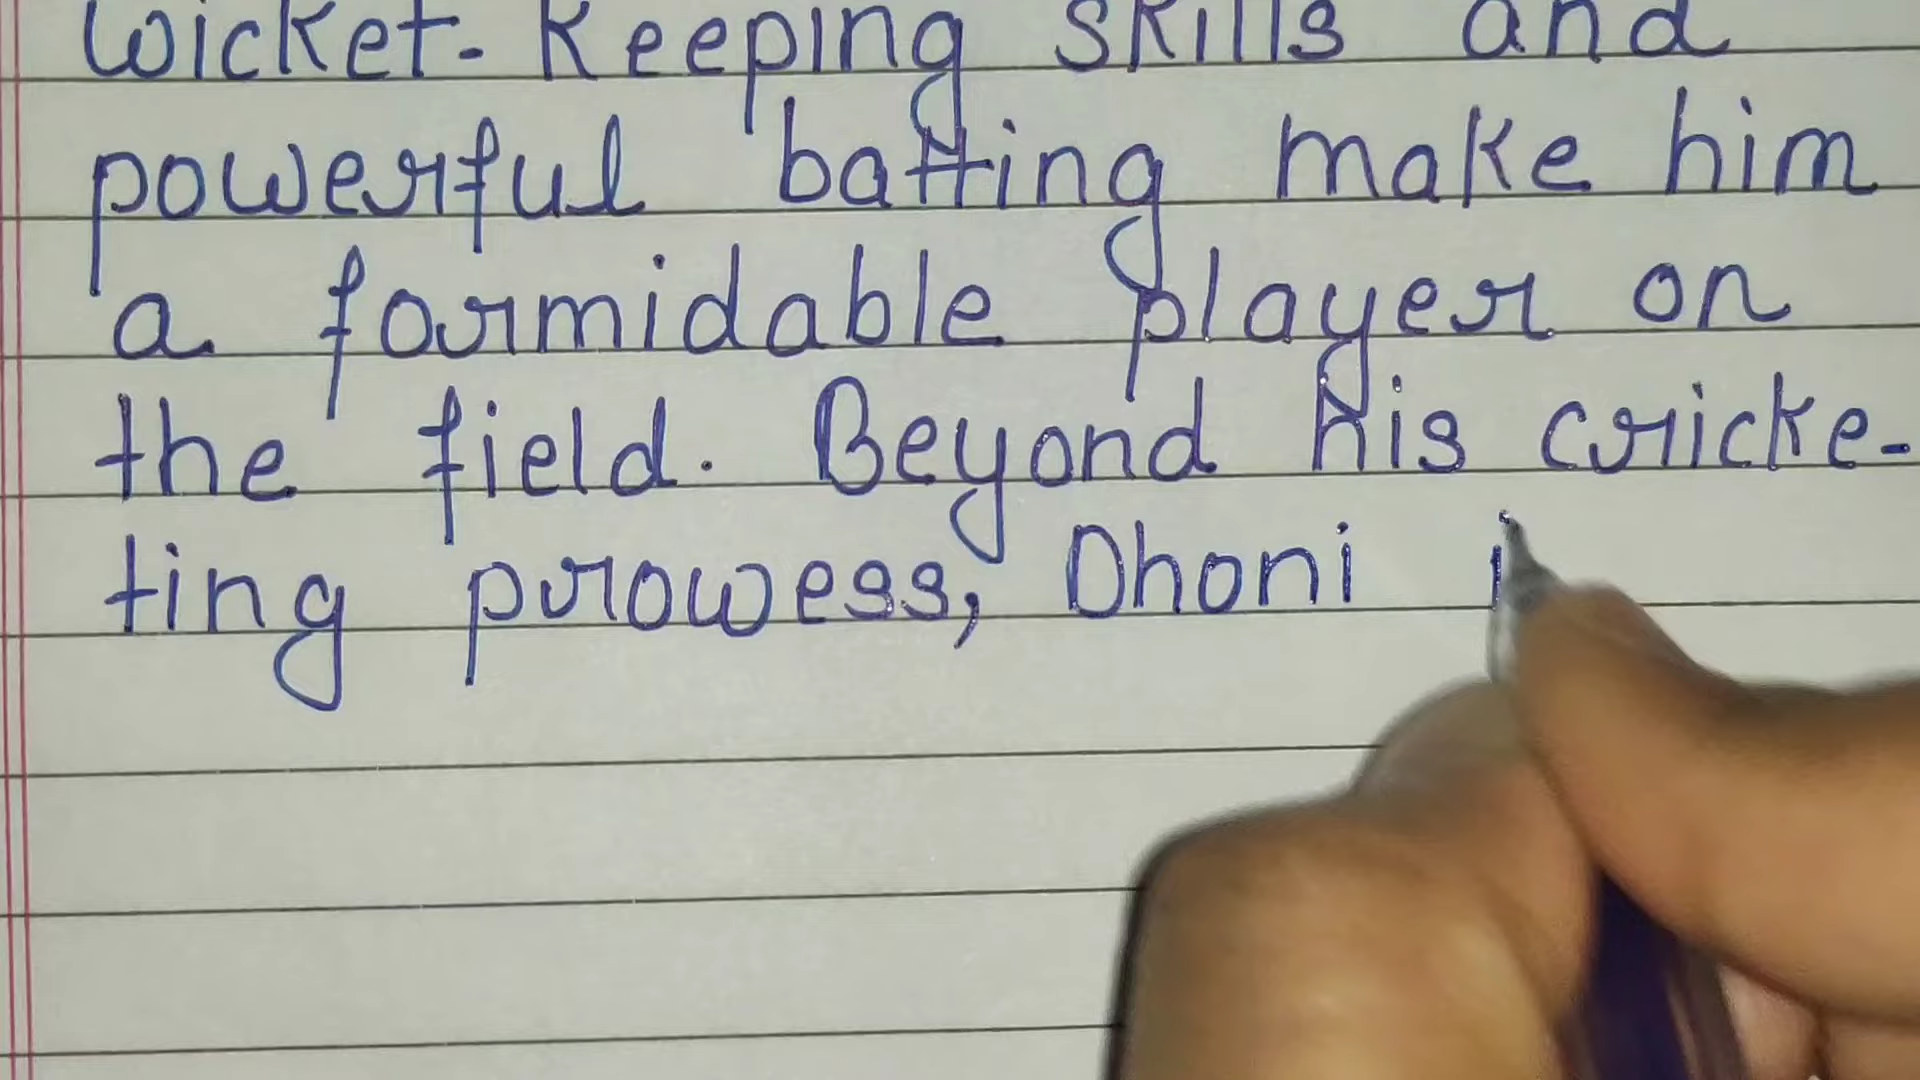 wicket-keeping skills and
powerful batting make him
a formidable player on
the field. Beyond his cricke-
ting prowess, Dhoni i